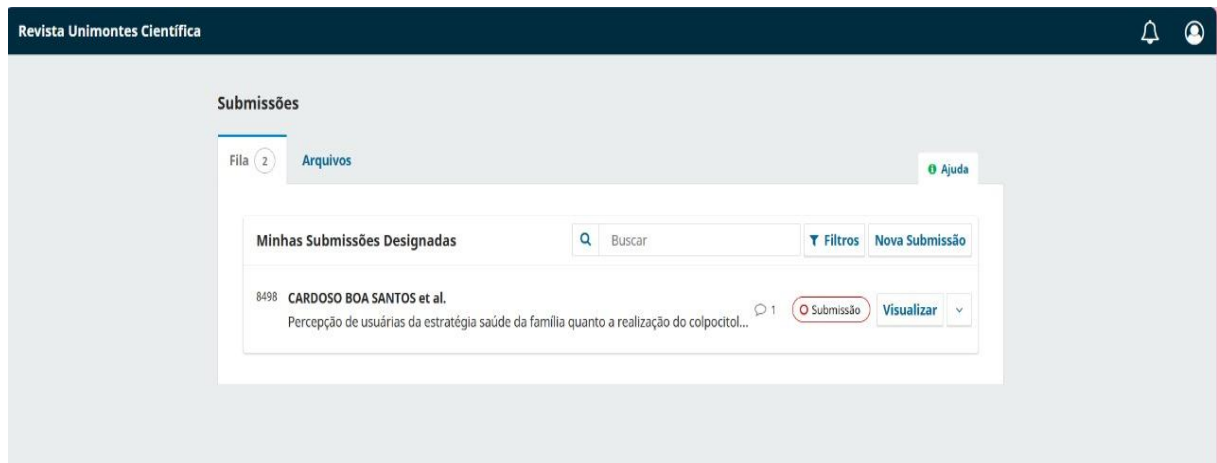 Revista Unimontes Científica
Submissões
Fila 2 Arquivos
Ajuda
Minhas Submissões Designadas Buscar Filtros Nova Submissão
8498 CARDOSO BOA SANTOS et al.
Percepção de usuárias da estratégia saúde da família quanto a realização do colpocitol... 1 Submissão Visualizar